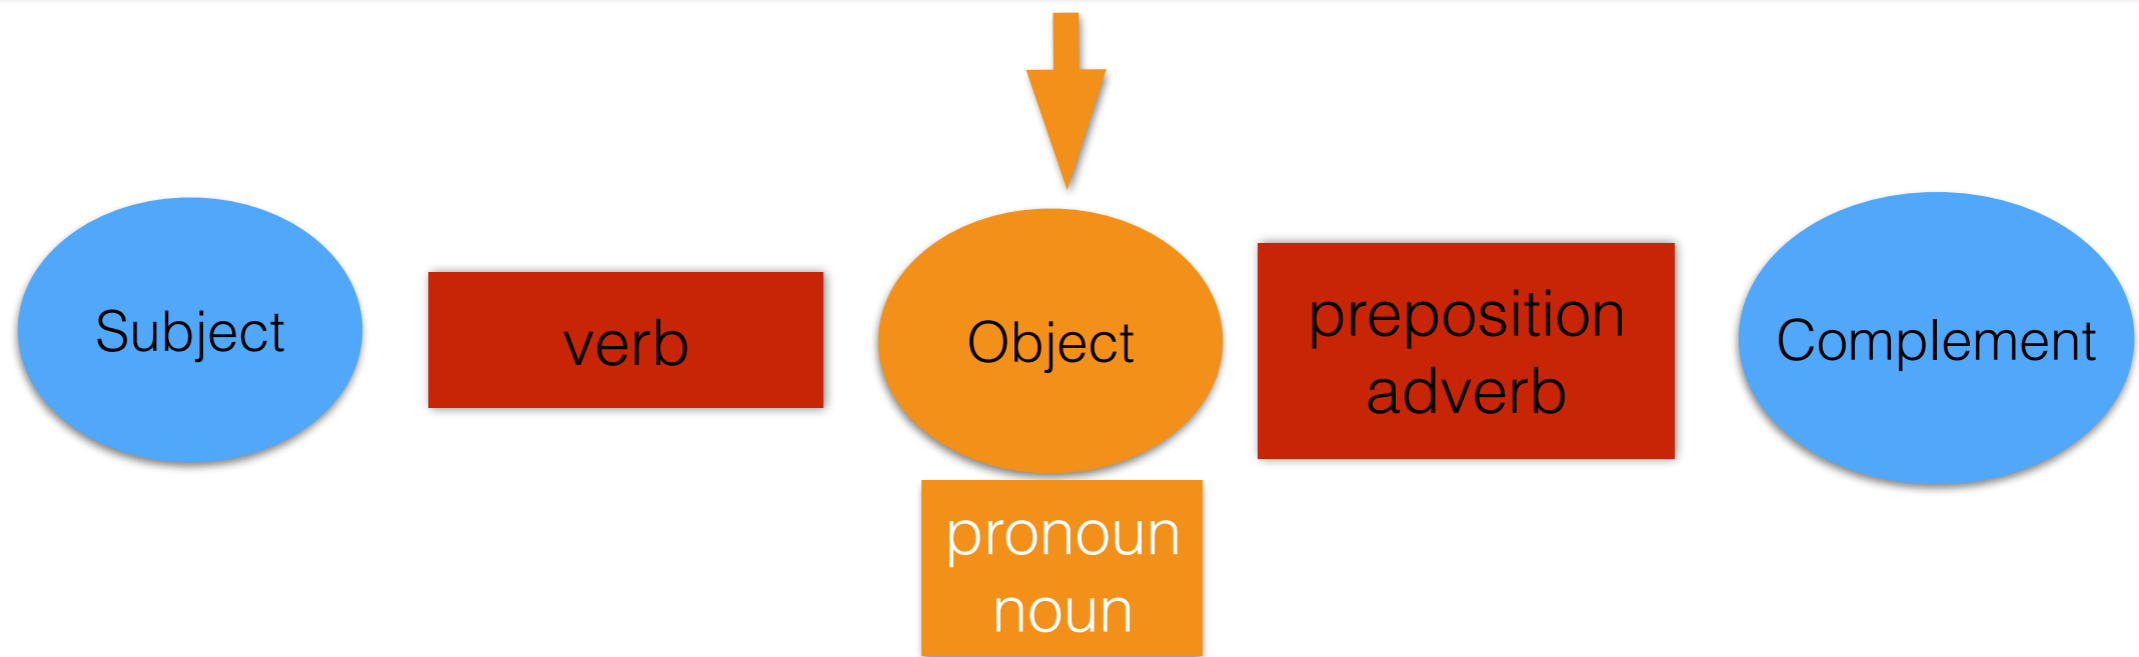 Subject
verb
Object
preposition
adverb
Complement
pronoun
noun